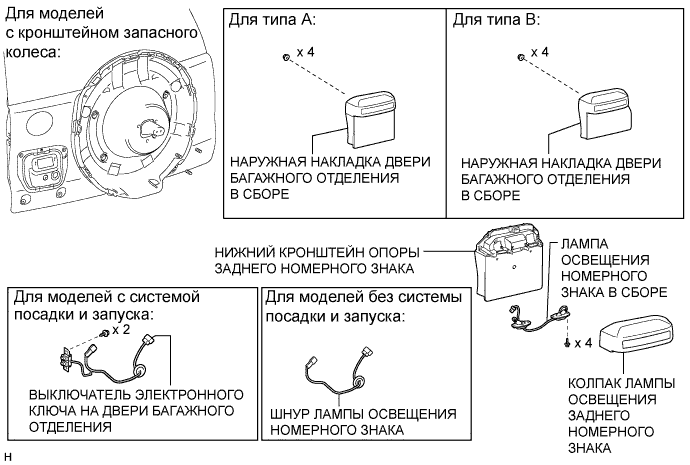 Для моделей
с кронштейном запасного
колеса:
Для типа А:
x 4
НАРУЖНАЯ НАКЛАДКА ДВЕРИ
БАГАЖНОГО ОТДЕЛЕНИЯ
В СБОРЕ
Для типа В:
x 4
НАРУЖНАЯ НАКЛАДКА ДВЕРИ
БАГАЖНОГО ОТДЕЛЕНИЯ
В СБОРЕ
НИЖНИЙ КРОНШТЕЙН ОПОРЫ
ЗАДНЕГО НОМЕРНОГО ЗНАКА
ЛАМПА
ОСВЕЩЕНИЯ
НОМЕРНОГО
ЗНАКА В СБОРЕ
x 4
КОЛПАК ЛАМПЫ
ОСВЕЩЕНИЯ
ЗАДНЕГО
НОМЕРНОГО
ЗНАКА
Для моделей с системой
посадки и запуска:
x 2
ВЫКЛЮЧАТЕЛЬ ЭЛЕКТРОННОГО
КЛЮЧА НА ДВЕРИ БАГАЖНОГО
ОТДЕЛЕНИЯ
Для моделей без системы
посадки и запуска:
ШНУР ЛАМПЫ ОСВЕЩЕНИЯ
НОМЕРНОГО ЗНАКА
H